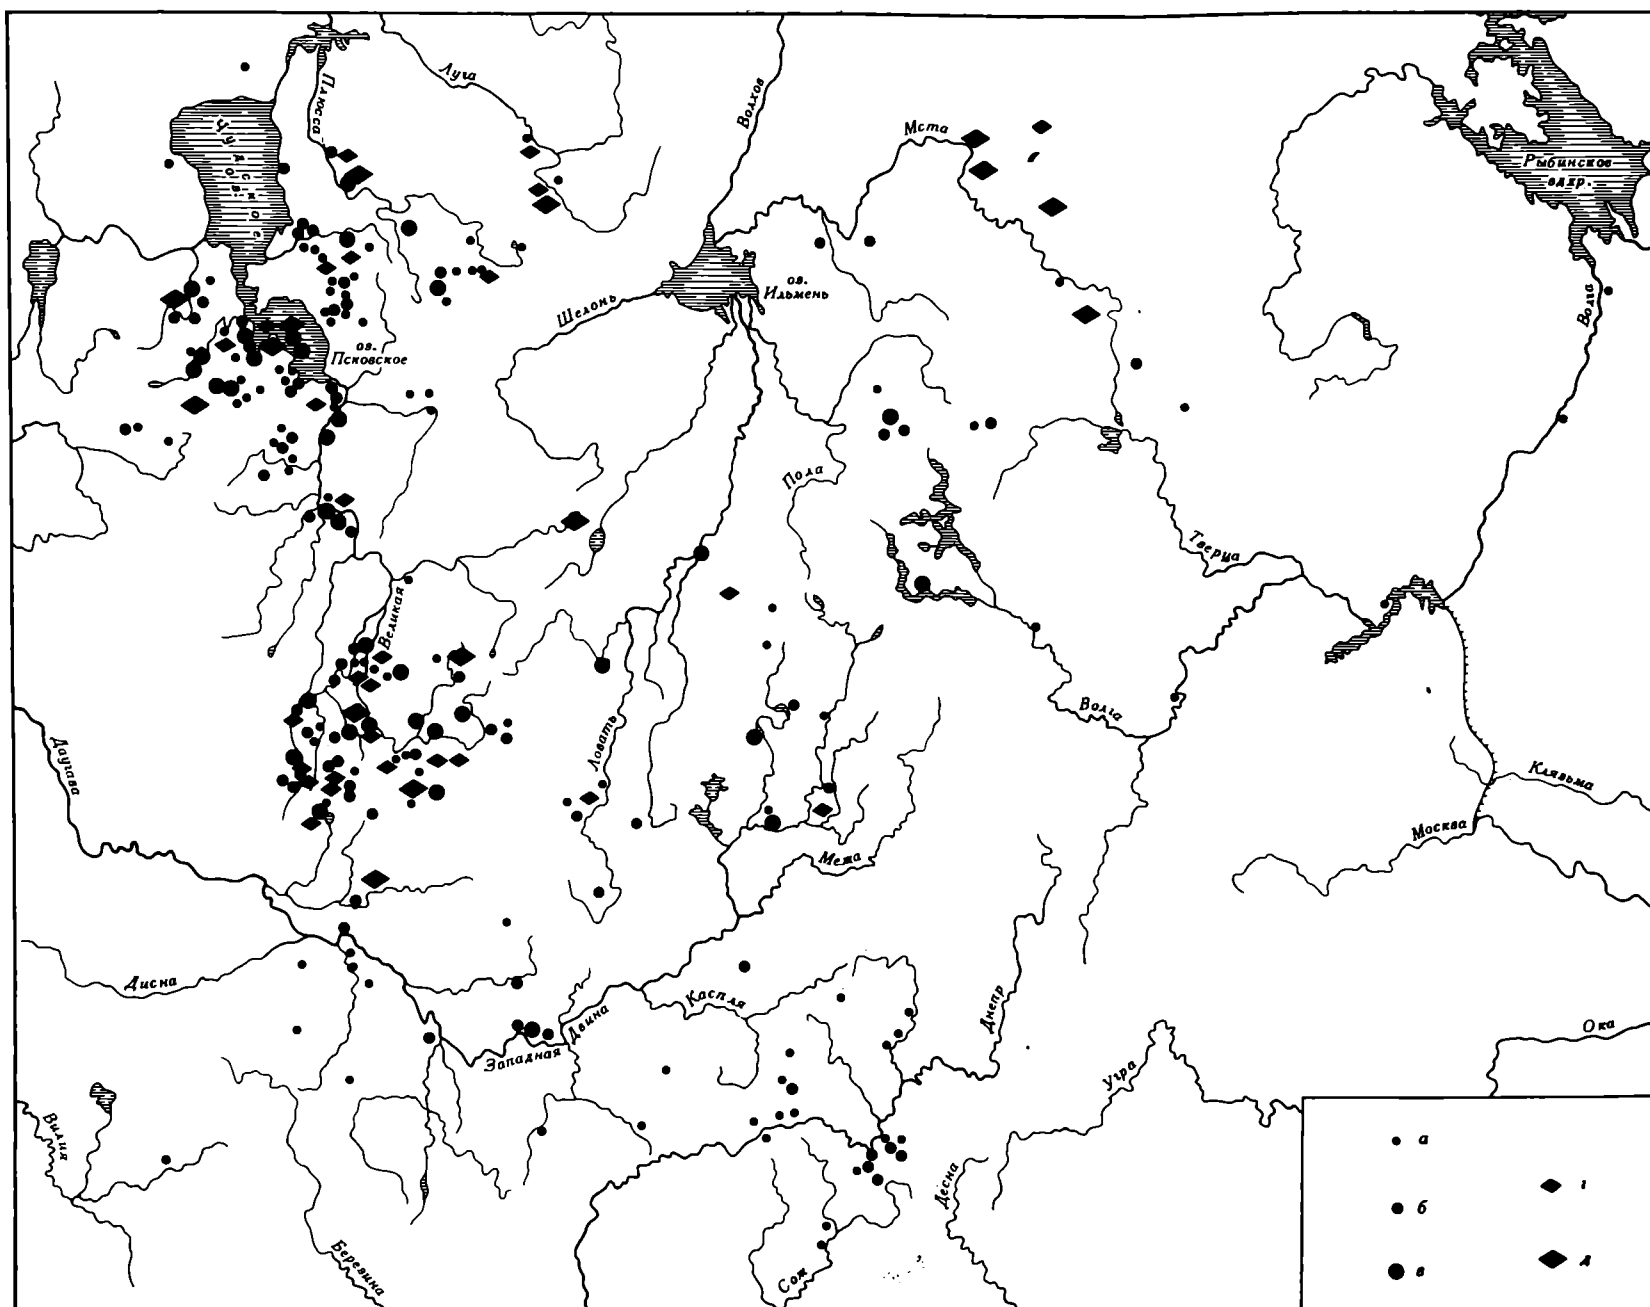 Луга
Плюсса
Волхов
Мста
Чудское
оз.
Рыбинское
вдхр.
оз.
Ильмень
Шелонь
Волга
оз.
Псковское
Пола
Тверца
Великая
Волга
Ловать
Даугава
Клязьма
Москва
Межа
Дисна
Каспля
Днепр
Двина
Западная
Ока
Угра
Вилия
Десна
Березина
Сож
а
б
в
г
д